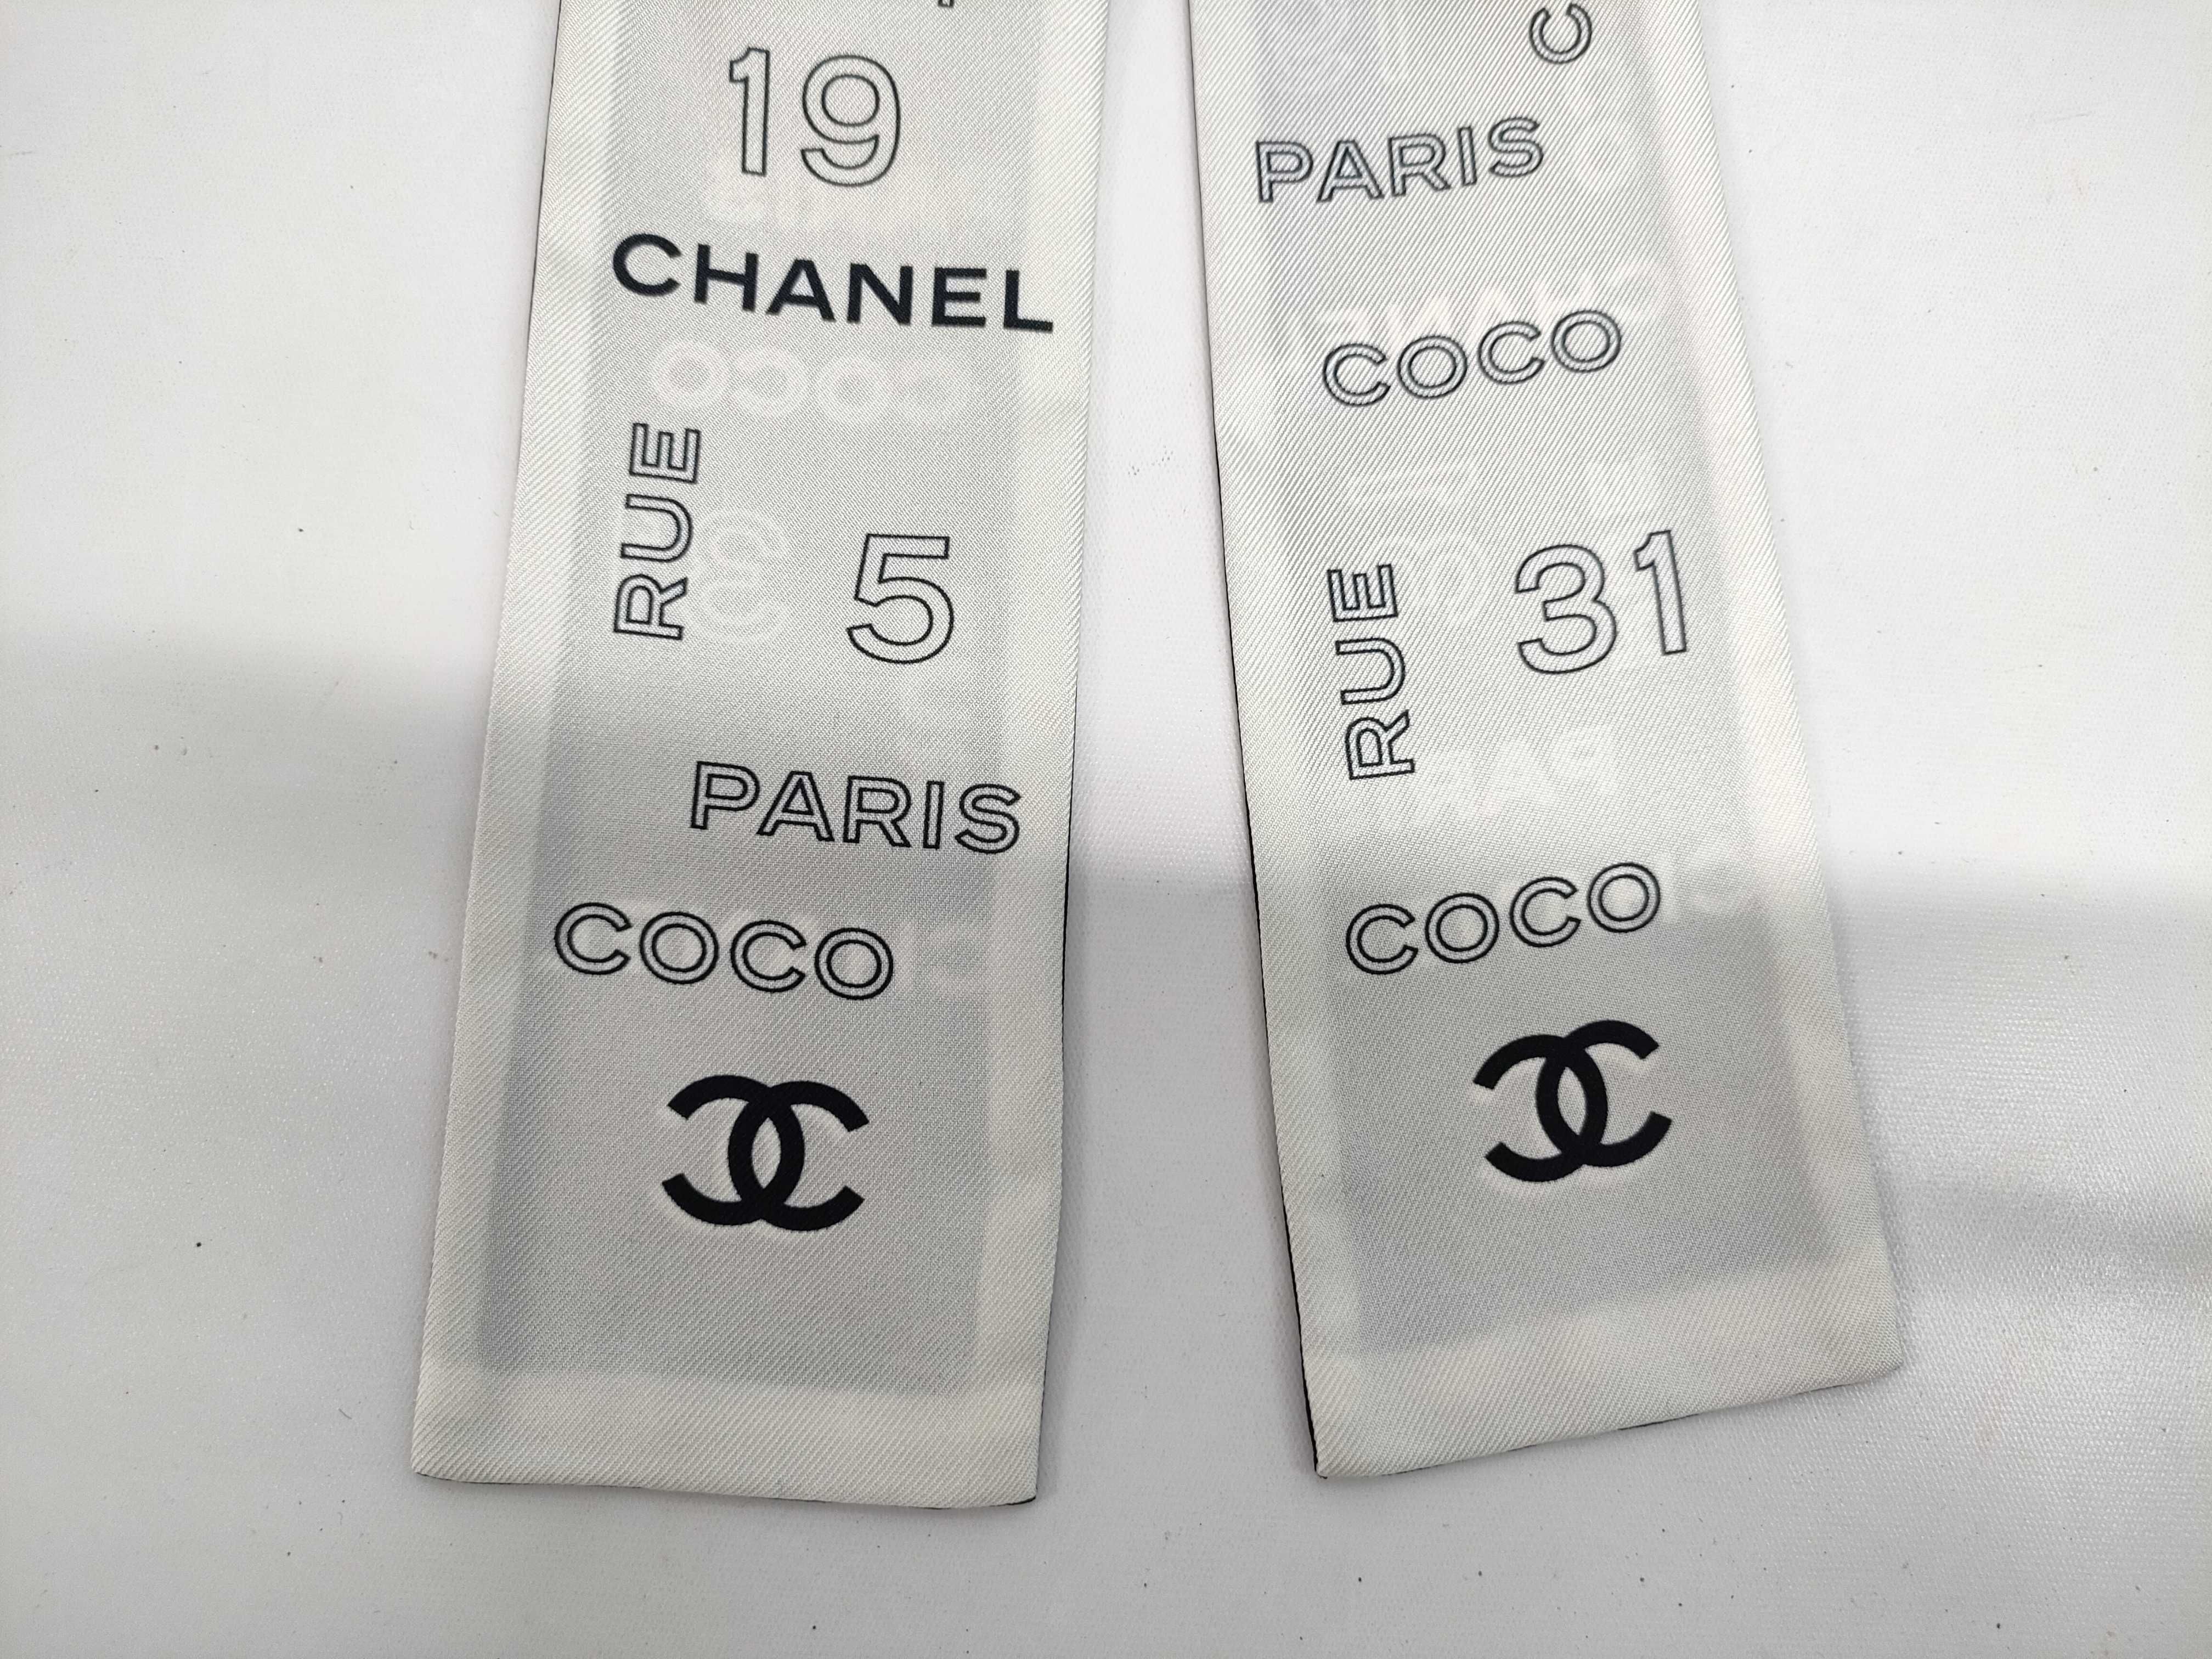 19
CHANEL
RUE
5
PARIS
COCO
C
PARIS
COCO
RUE
31
COCO